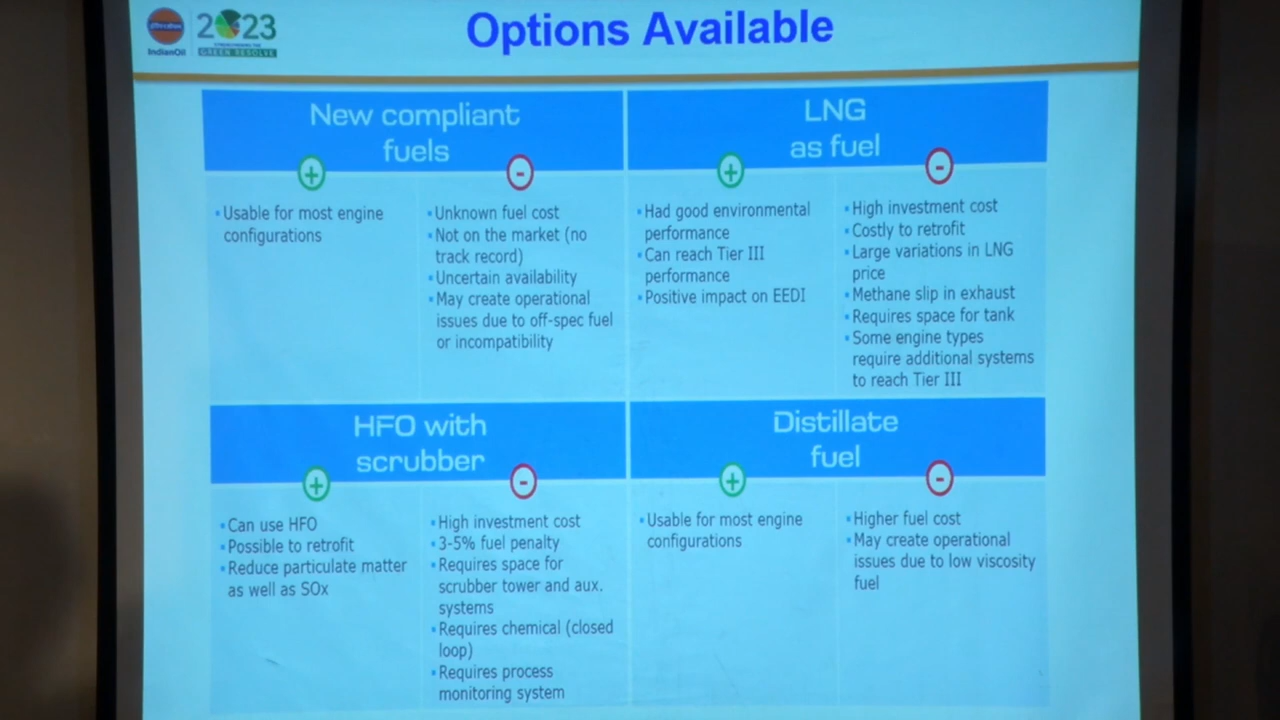 Options Available
IndianOil
2023
GREEN RESOLVE
New compliant
fuels
+
-
Usable for most engine
configurations
Unknown fuel cost
Not on the market (no
track record)
Uncertain availability
May create operational
issues due to off-spec fuel
or incompatibility
LNG
as fuel
+
-
Had good environmental
performance
Can reach Tier III
performance
Positive impact on EEDI
High investment cost
Costly to retrofit
Large variations in LNG
price
Methane slip in exhaust
Requires space for tank
Some engine types
require additional systems
to reach Tier III
HFO with
scrubber
+
-
Can use HFO
Possible to retrofit
Reduce particulate matter
as well as SOx
High investment cost
3-5% fuel penalty
Requires space for
scrubber tower and aux.
systems
Requires chemical (closed
loop)
Requires process
monitoring system
Distillate
fuel
+
-
Usable for most engine
configurations
Higher fuel cost
May create operational
issues due to low viscosity
fuel